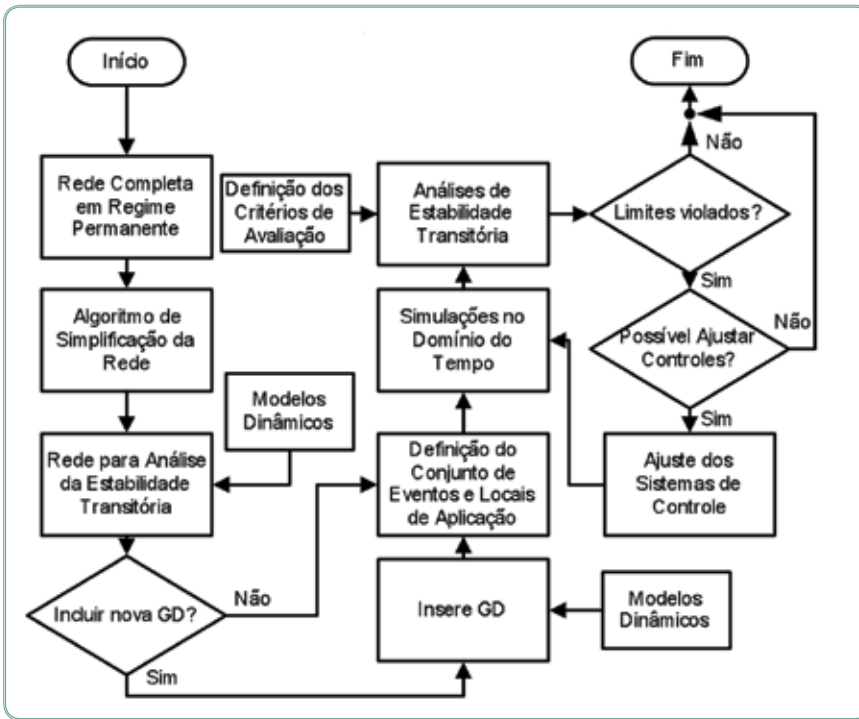 Início
Rede Completa
em Regime
Permanente
Algoritmo de
Simplificação da
Rede
Modelos
Dinâmicos
Rede para Análise
da Estabilidade
Transitória
Incluir nova GD?
Não
Sim
Definição dos
Critérios de
Avaliação
Análises de
Estabilidade
Transitória
Simulações no
Domínio do
Tempo
Definição do
Conjunto de
Eventos e Locais
de Aplicação
Insere GD
Modelos
Dinâmicos
Fim
Não
Limites violados?
Sim
Possível Ajustar
Controles?
Não
Sim
Ajuste dos
Sistemas de
Controle